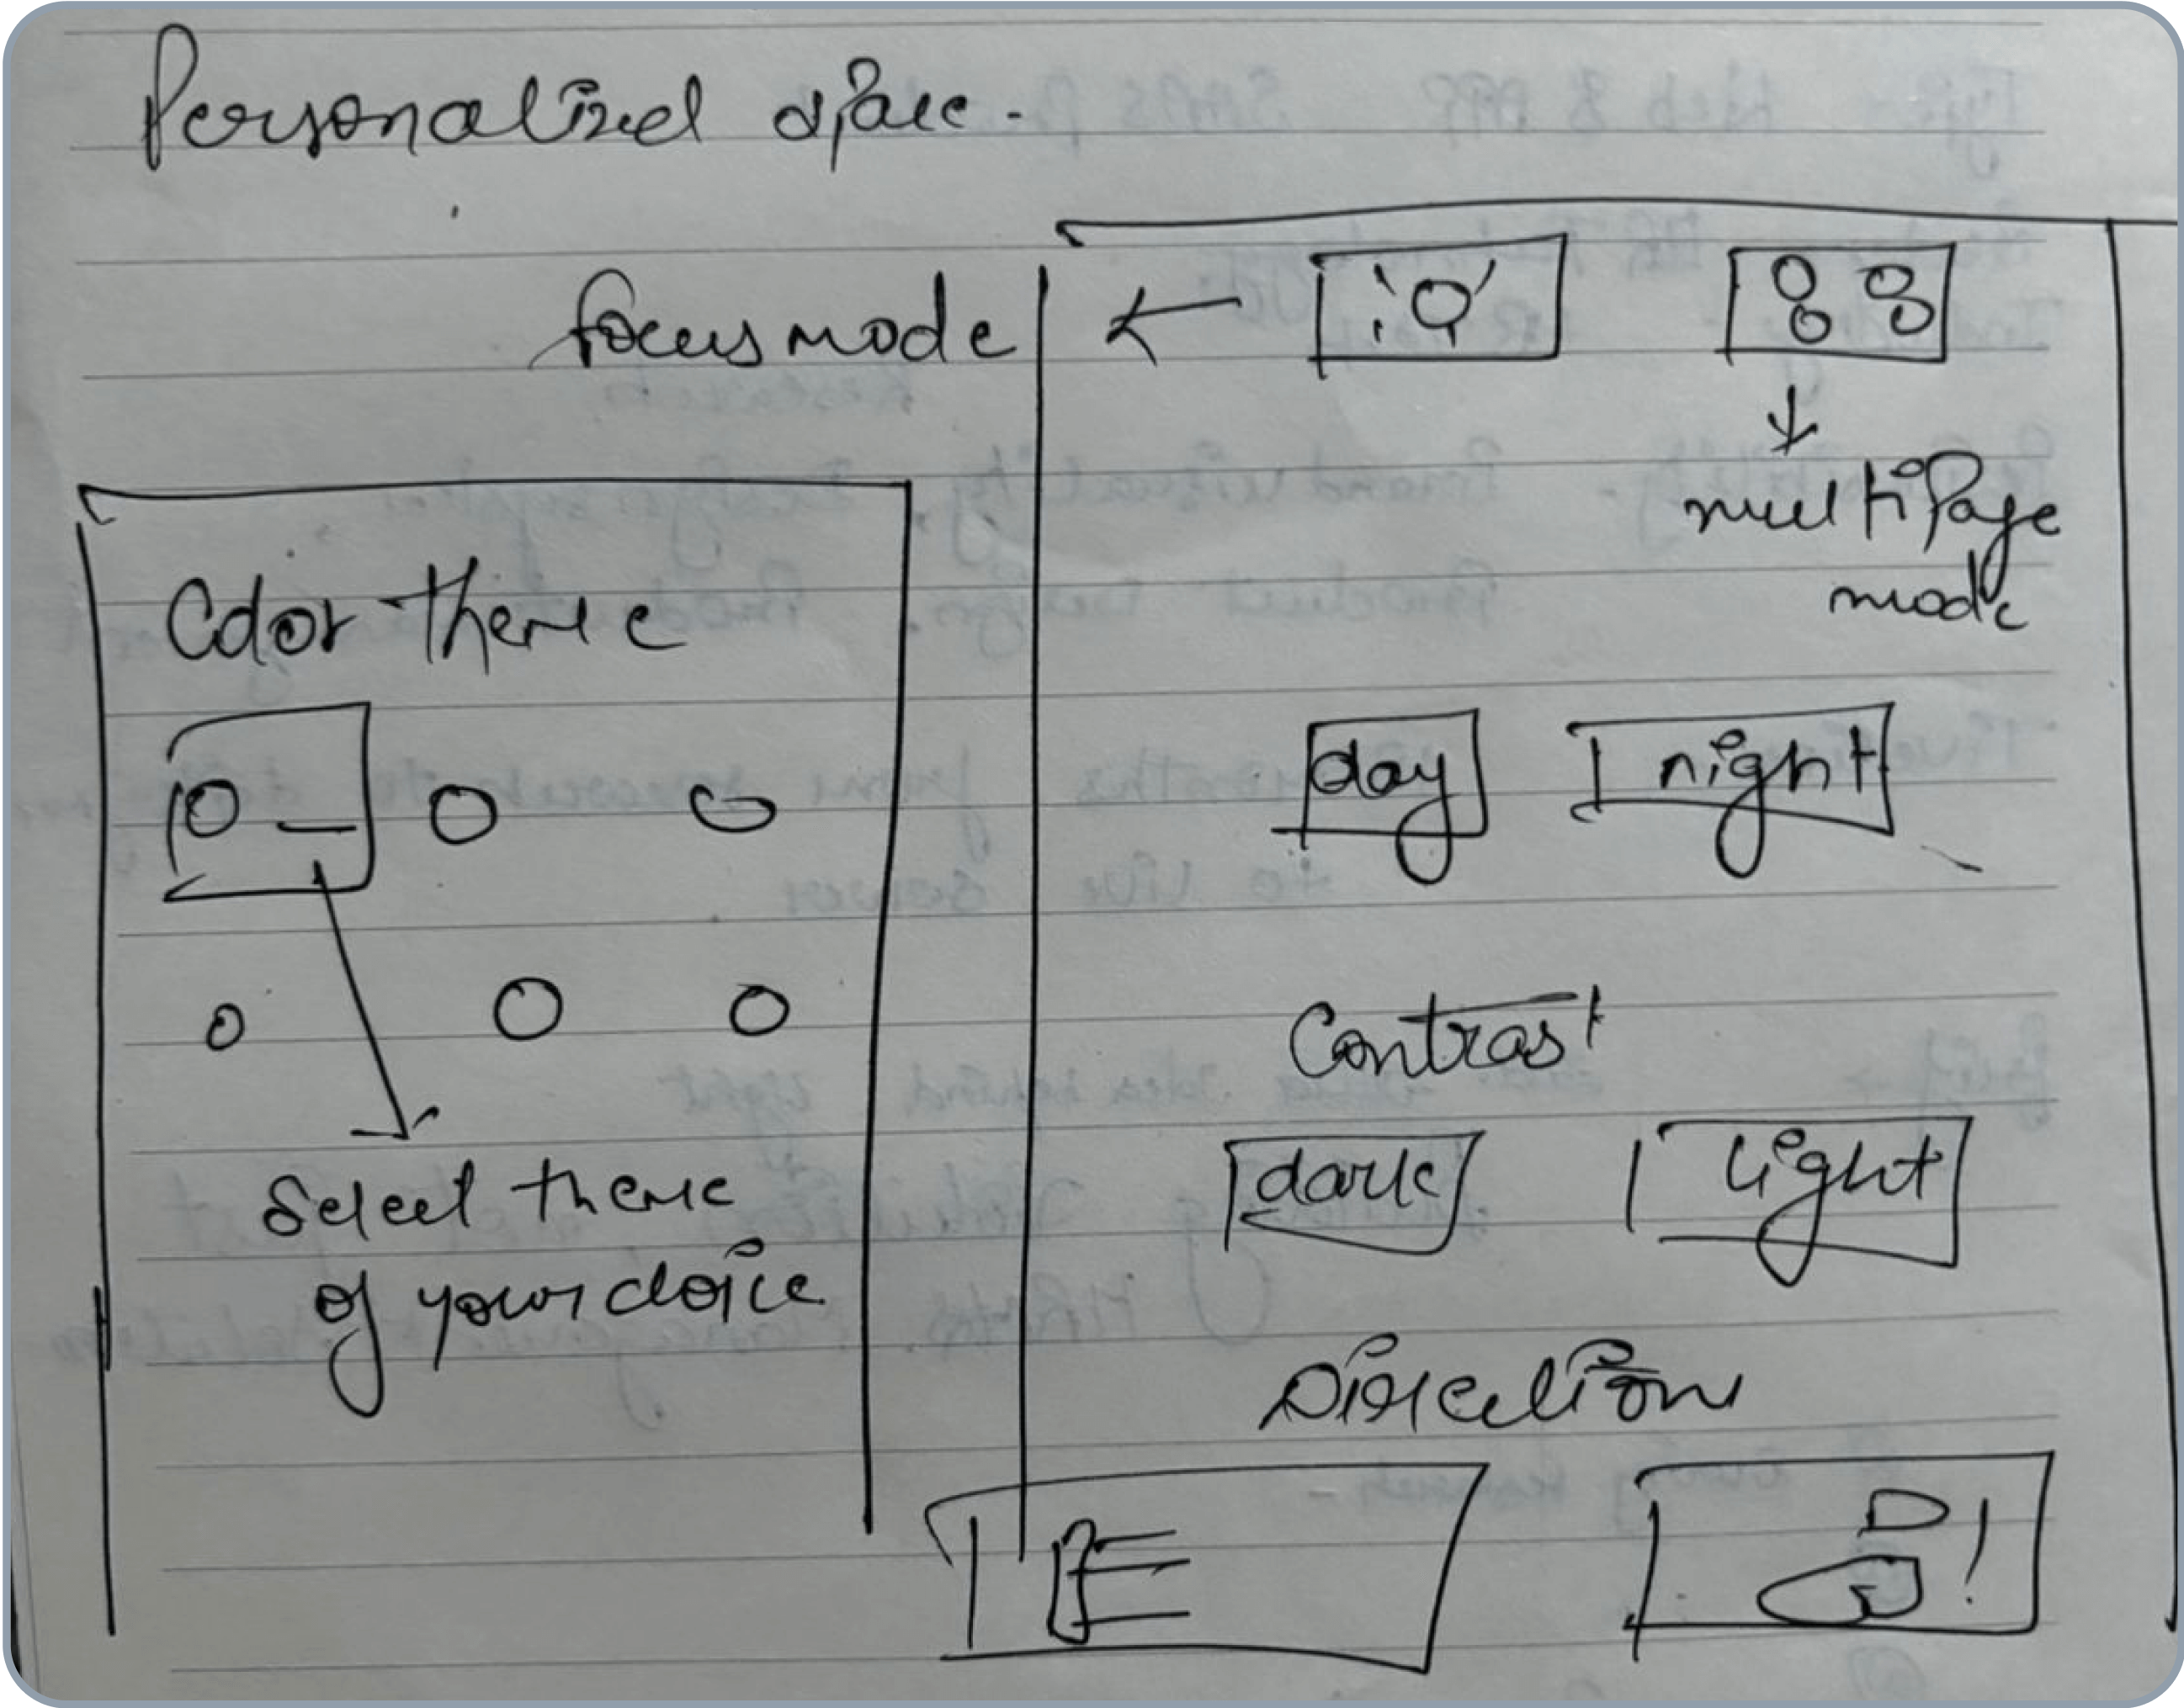 Personalized space.
focus mode
multipage
mode
Color theme
Select theme
of your choice
day night
Contrast
dark light
Direction